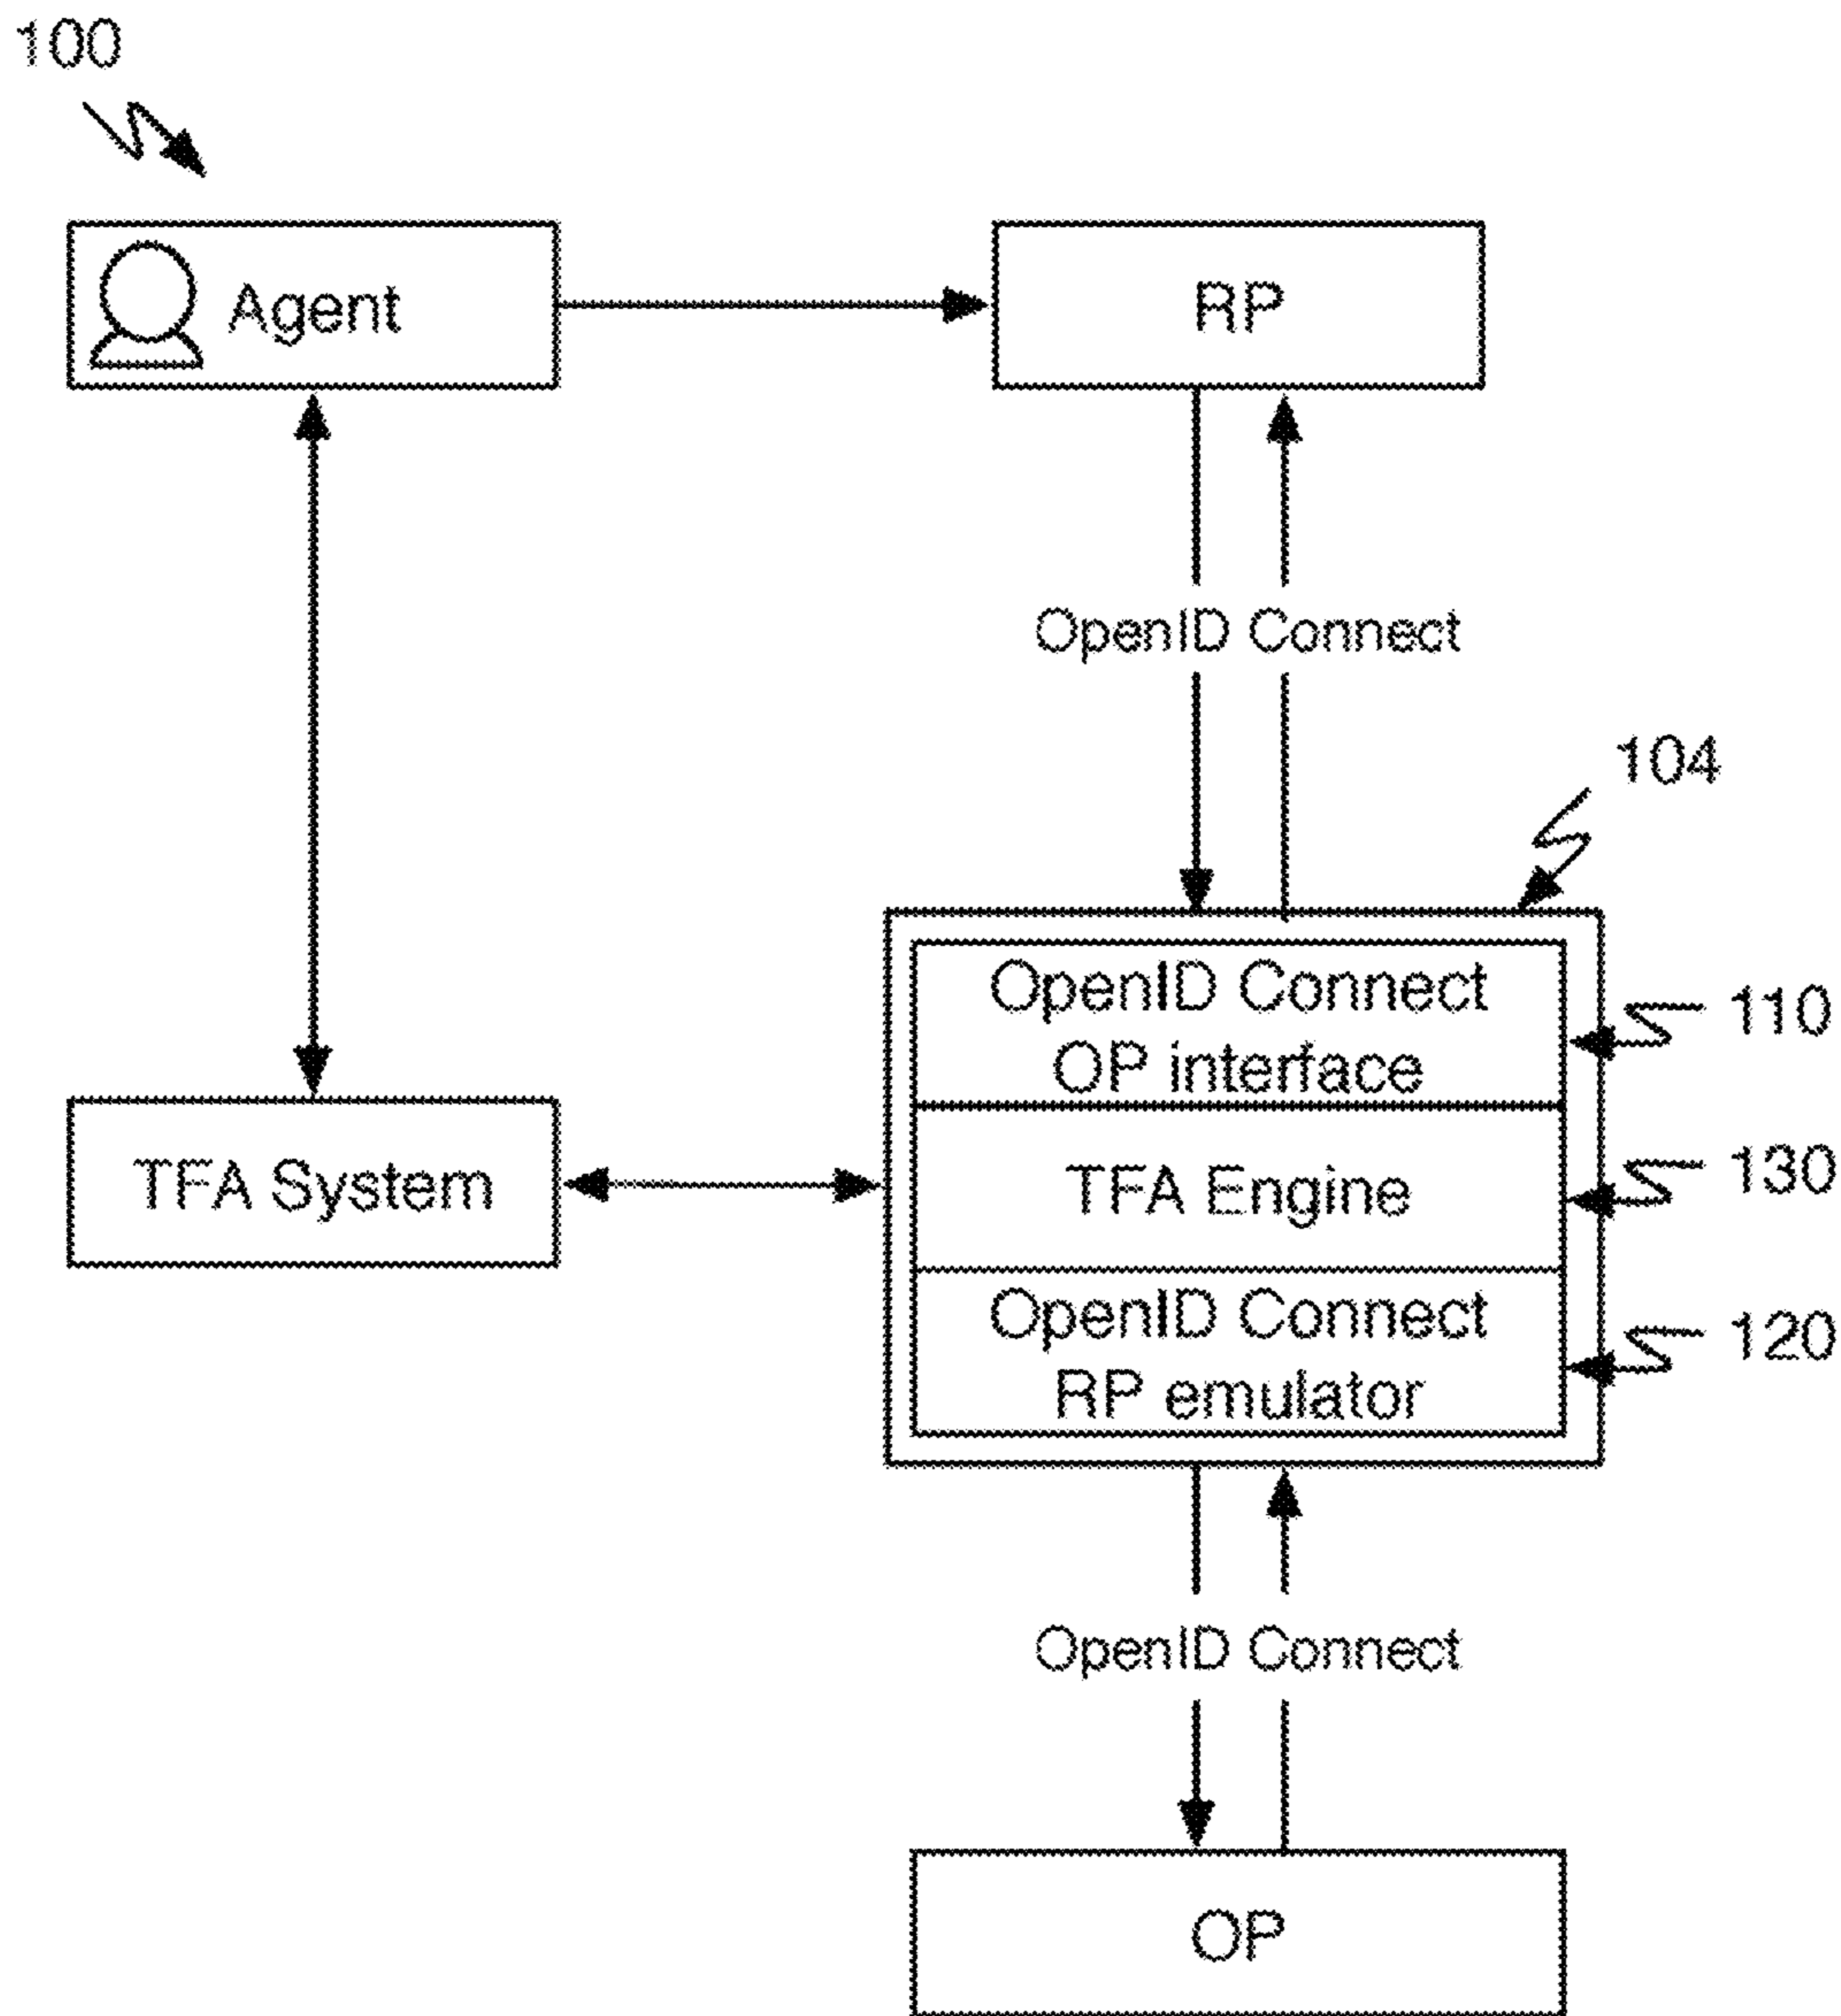 100
Agent
RP
OpenID Connect
104
OpenID Connect
OP interface
110
TFA System
TFA Engine
130
OpenID Connect
RP emulator
120
OpenID Connect
OP